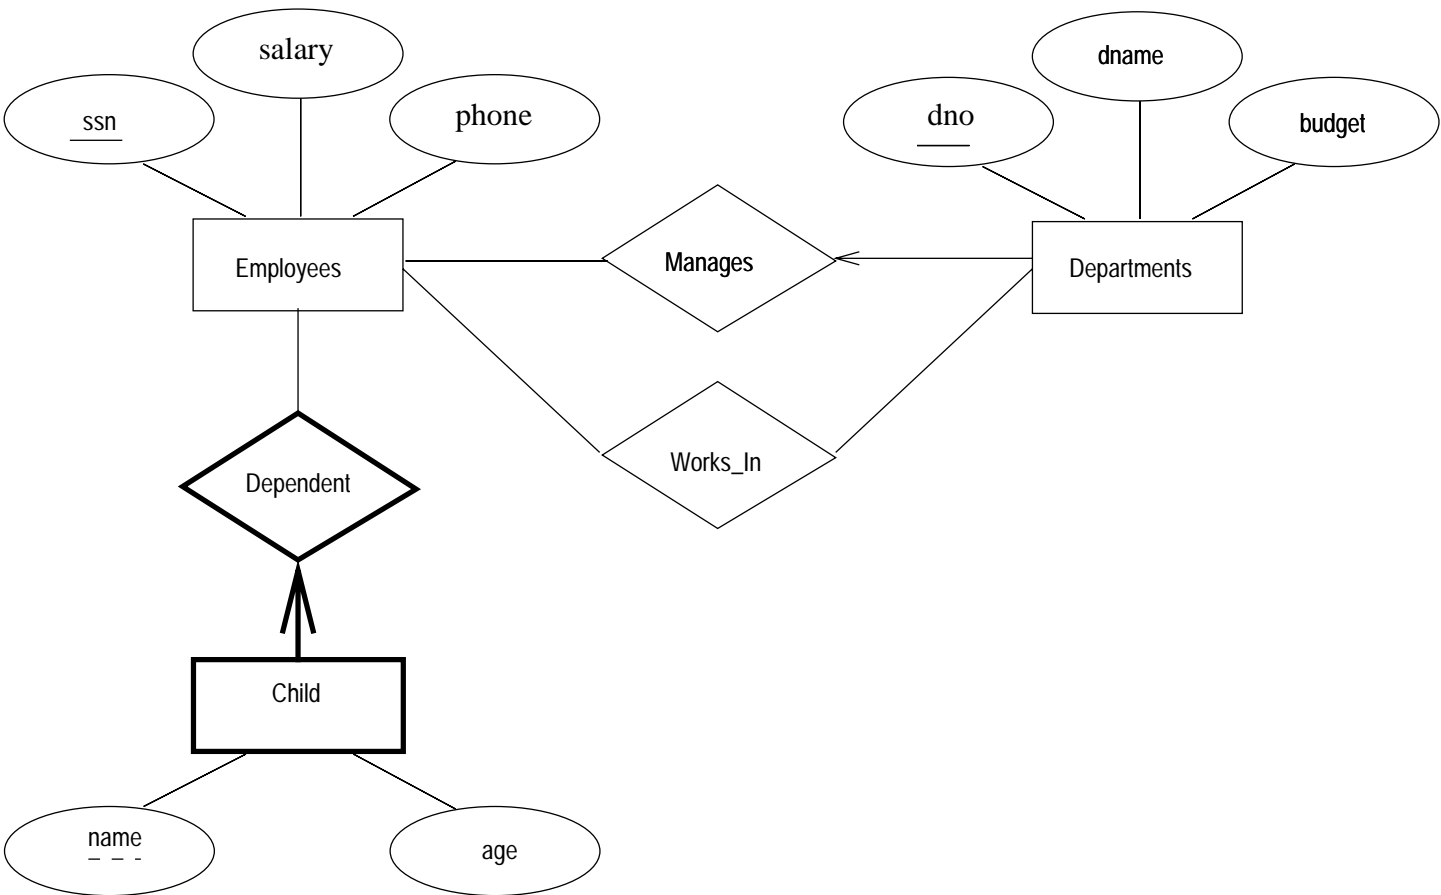 salary
dname
ssn
phone
dno
budget
Employees
Manages
Departments
Works_In
Dependent
Child
name
age